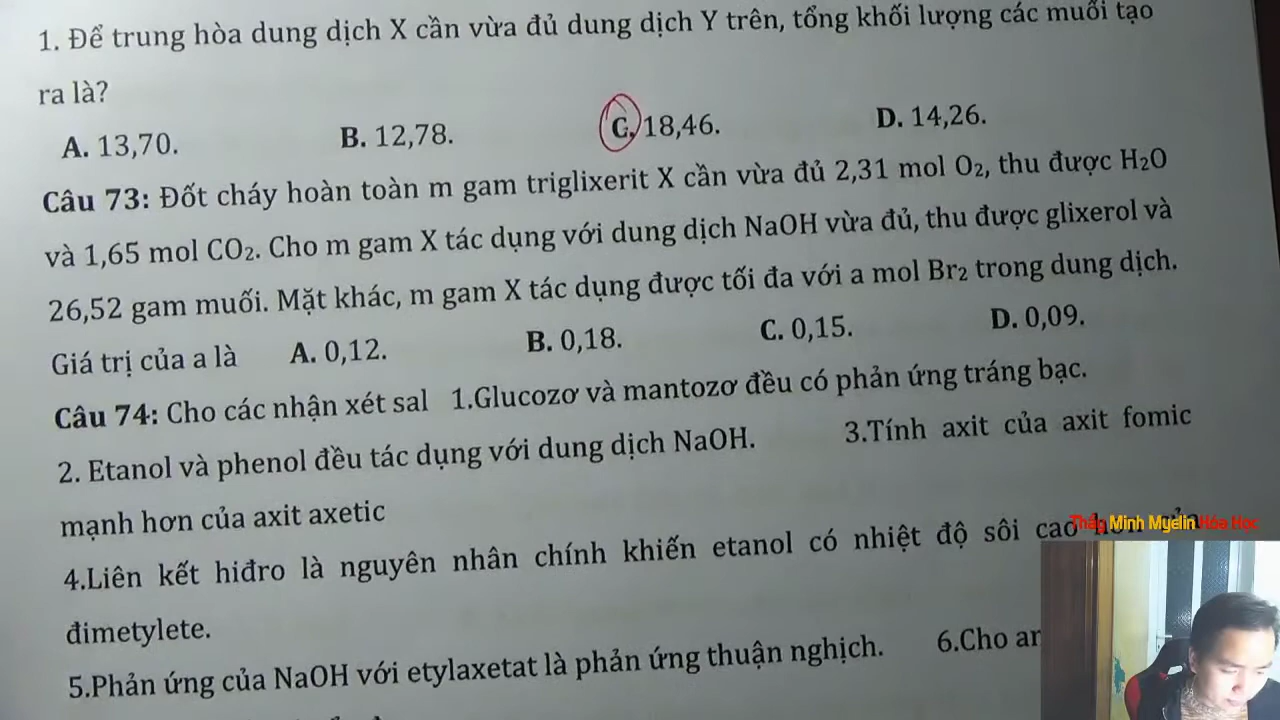 1. Để trung hòa dung dịch X cần vừa đủ dung dịch Y trên, tổng khối lượng các muối tạo
ra là?
A. 13,70. B. 12,78. C. 18,46. D. 14,26.
Câu 73: Đốt cháy hoàn toàn m gam triglixerit X cần vừa đủ 2,31 mol O₂, thu được H₂O
và 1,65 mol CO₂. Cho m gam X tác dụng với dung dịch NaOH vừa đủ, thu được glixerol và
26,52 gam muối. Mặt khác, m gam X tác dụng được tối đa với a mol Br₂ trong dung dịch.
Giá trị của a là A. 0,12. B. 0,18. C. 0,15. D. 0,09.
Câu 74: Cho các nhận xét sal 1.Glucozơ và mantozơ đều có phản ứng tráng bạc.
2. Etanol và phenol đều tác dụng với dung dịch NaOH. 3.Tính axit của axit fomic
mạnh hơn của axit axetic
4.Liên kết hiđro là nguyên nhân chính khiến etanol có nhiệt độ sôi cao
Thầy Minh Myelin Hóa Học
đimetylete.
5.Phản ứng của NaOH với etylaxetat là phản ứng thuận nghịch. 6.Cho